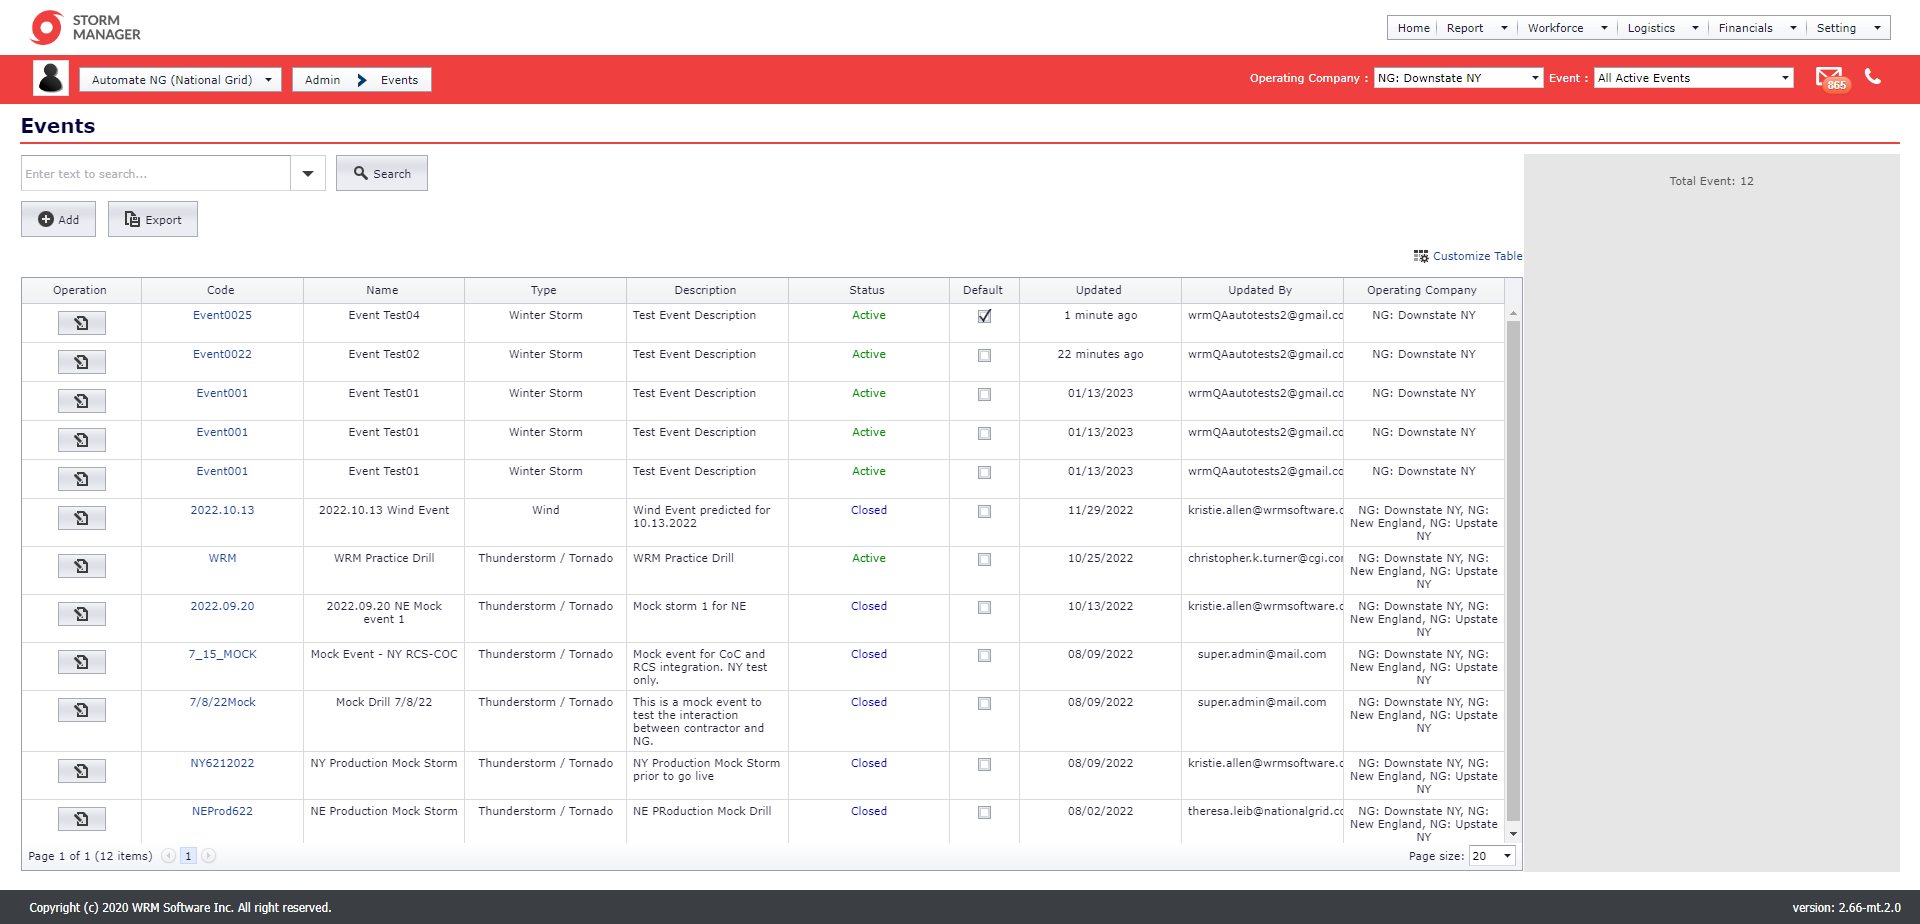 STORM
MANAGER
Home Report Workforce Logistics Financials Setting
Automate NG (National Grid) Admin Events Operating Company : NG: Downstate NY Event : All Active Events 865
Events
Enter text to search... Search
Total Event: 12
Add Export
Customize Table
Operation Code Name Type Description Status Default Updated Updated By Operating Company
Event0025 Event Test04 Winter Storm Test Event Description Active 1 minute ago wrmQAautotests2@gmail.co NG: Downstate NY
Event0022 Event Test02 Winter Storm Test Event Description Active 22 minutes ago wrmQAautotests2@gmail.co NG: Downstate NY
Event001 Event Test01 Winter Storm Test Event Description Active 01/13/2023 wrmQAautotests2@gmail.co NG: Downstate NY
Event001 Event Test01 Winter Storm Test Event Description Active 01/13/2023 wrmQAautotests2@gmail.co NG: Downstate NY
Event001 Event Test01 Winter Storm Test Event Description Active 01/13/2023 wrmQAautotests2@gmail.co NG: Downstate NY
2022.10.13 2022.10.13 Wind Event Wind Wind Event predicted for Closed 11/29/2022 kristie.allen@wrmsoftware.c NG: Downstate NY, NG:
10.13.2022 New England, NG: Upstate
NY
WRM WRM Practice Drill Thunderstorm / Tornado WRM Practice Drill Active 10/25/2022 christopher.k.turner@cgi.com NG: Downstate NY, NG:
New England, NG: Upstate
NY
2022.09.20 2022.09.20 NE Mock Thunderstorm / Tornado Mock storm 1 for NE Closed 10/13/2022 kristie.allen@wrmsoftware.c NG: Downstate NY, NG:
event 1 New England, NG: Upstate
NY
7_15_MOCK Mock Event - NY RCS-COC Thunderstorm / Tornado Mock event for CoC and Closed 08/09/2022 super.admin@mail.com NG: Downstate NY, NG:
RCS integration. NY test New England, NG: Upstate
only. NY
7/8/22Mock Mock Drill 7/8/22 Thunderstorm / Tornado This is a mock event to Closed 08/09/2022 super.admin@mail.com NG: Downstate NY, NG:
test the interaction New England, NG: Upstate
between contractor and NY
NG.
NY6212022 NY Production Mock Storm Thunderstorm / Tornado NY Production Mock Storm Closed 08/09/2022 kristie.allen@wrmsoftware.c NG: Downstate NY, NG:
prior to go live New England, NG: Upstate
NY
NEProd622 NE Production Mock Storm Thunderstorm / Tornado NE PRoduction Mock Drill Closed 08/02/2022 theresa.leib@nationalgrid.co NG: Downstate NY, NG:
New England, NG: Upstate
NY
Page 1 of 1 (12 items) 1 Page size: 20
Copyright (c) 2020 WRM Software Inc. All right reserved. version: 2.66-mt.2.0